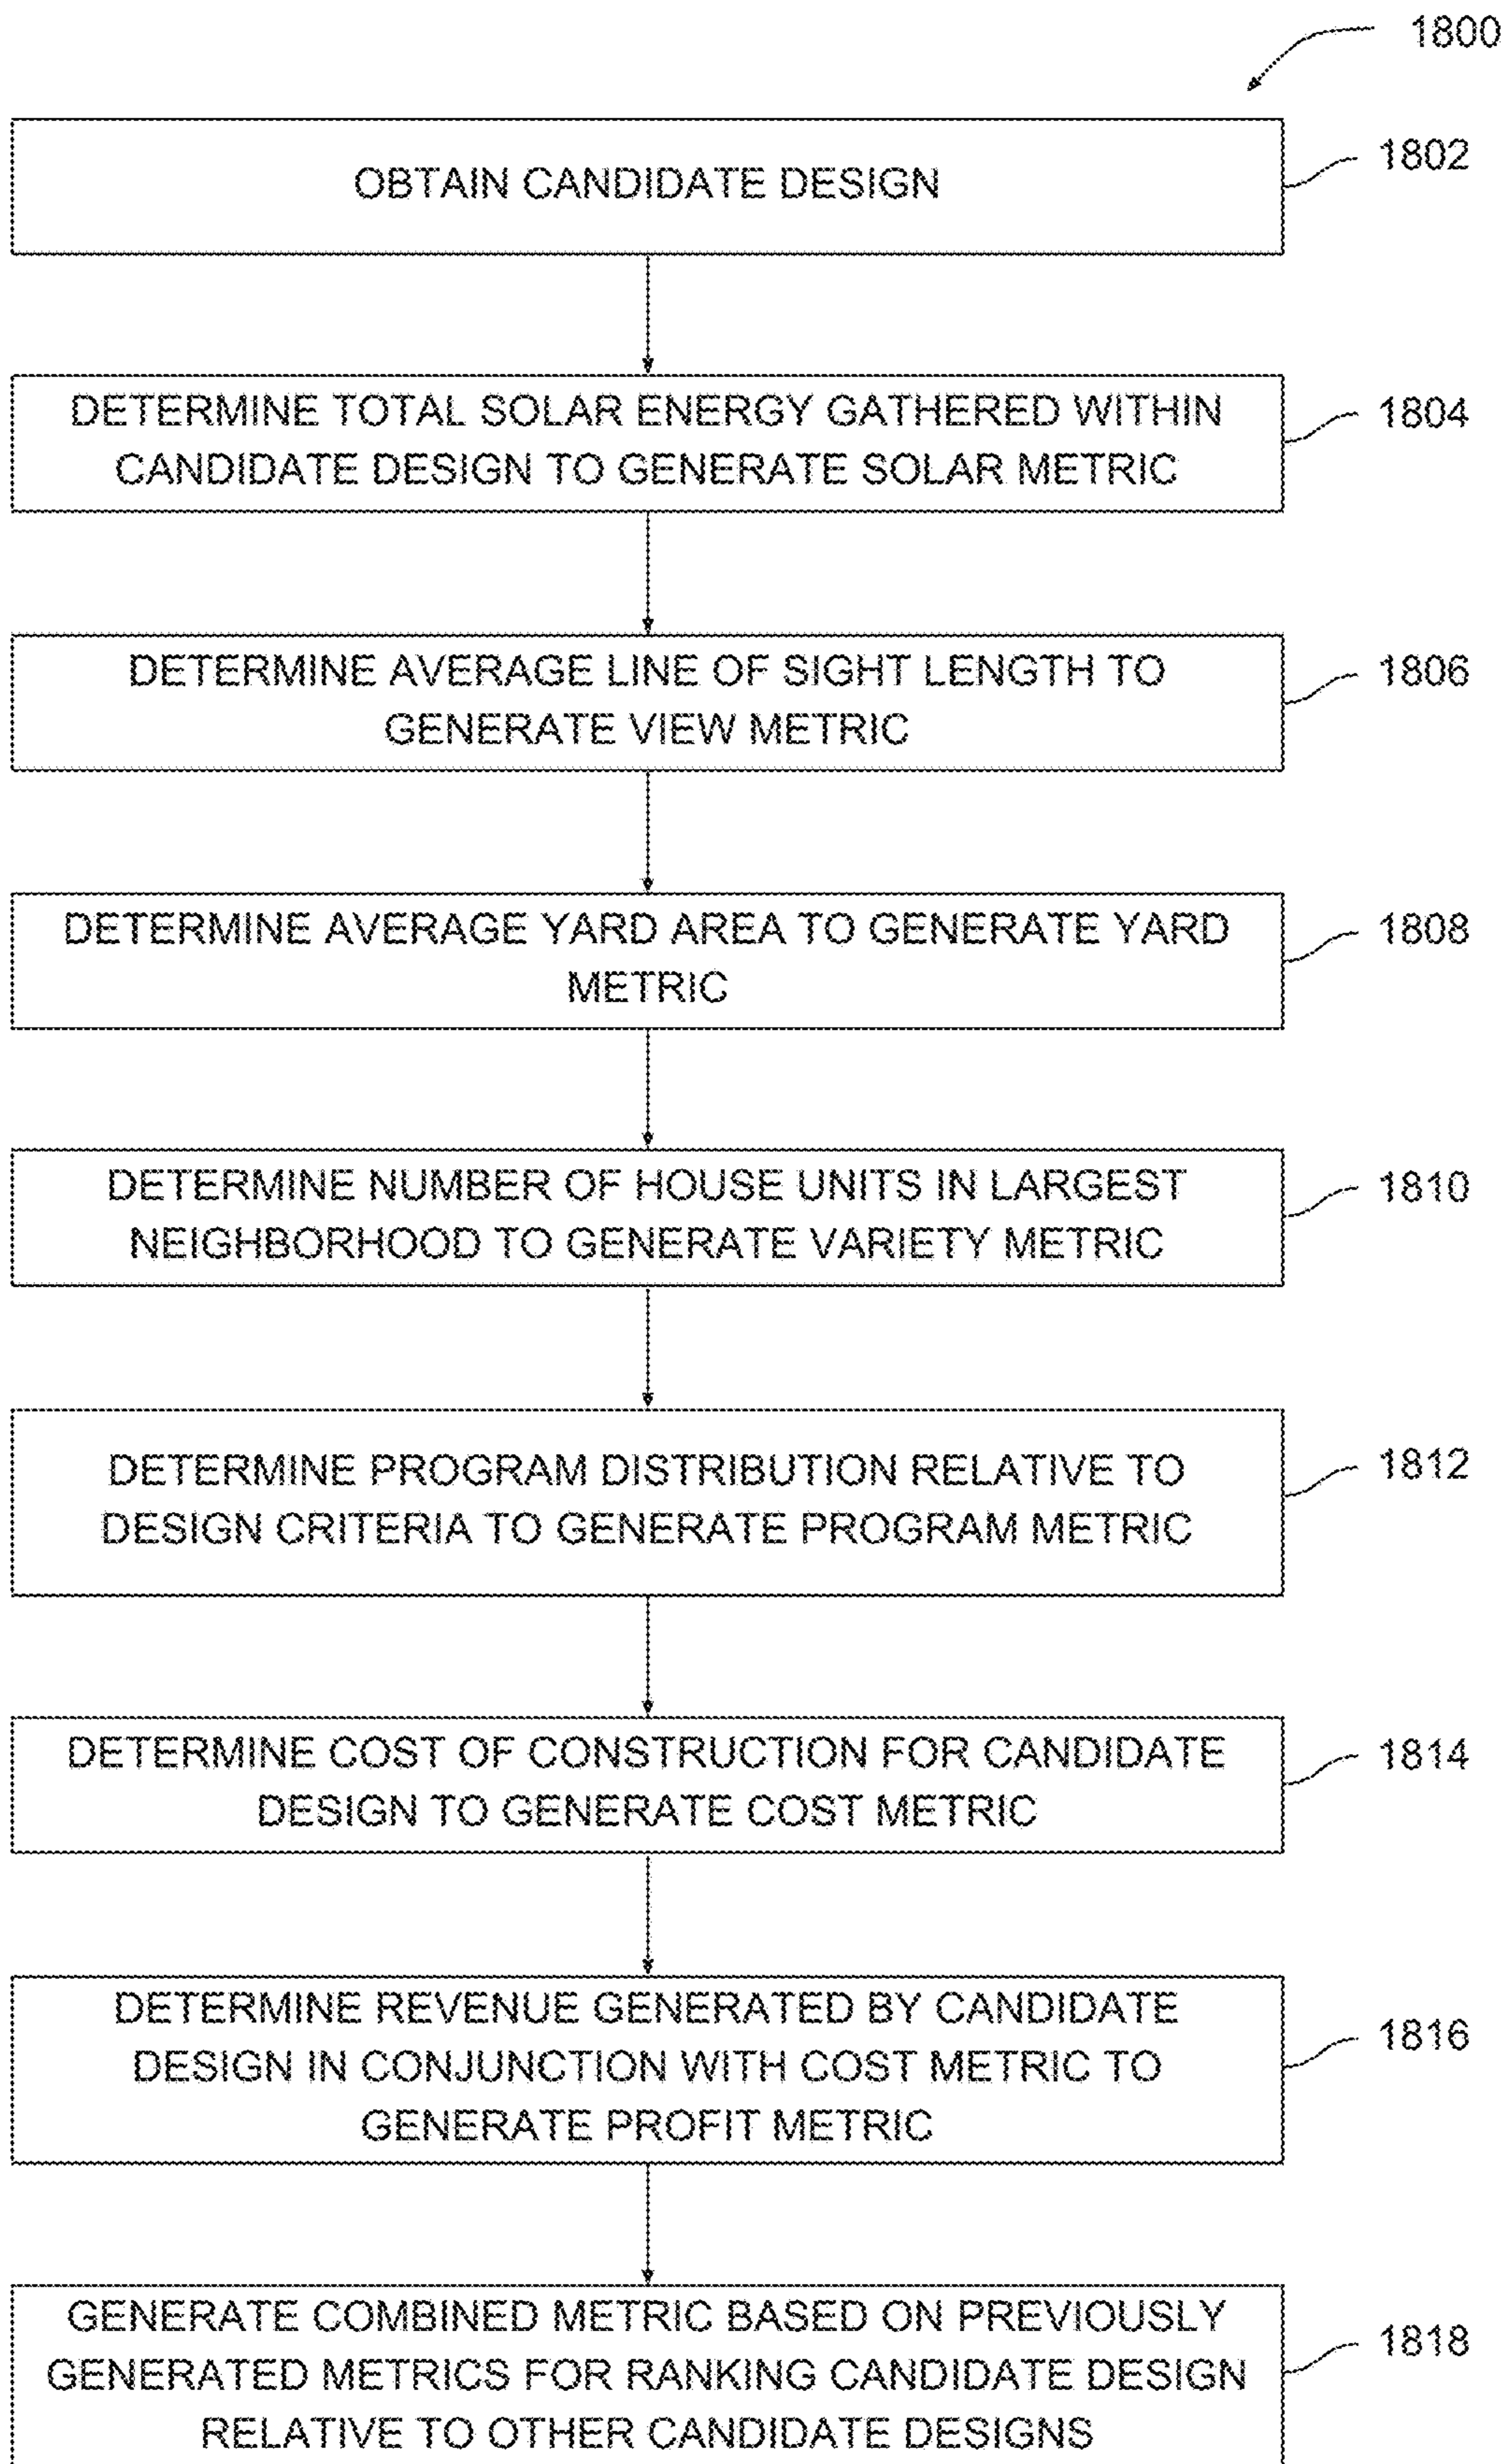 1800
OBTAIN CANDIDATE DESIGN
1802
DETERMINE TOTAL SOLAR ENERGY GATHERED WITHIN
CANDIDATE DESIGN TO GENERATE SOLAR METRIC
1804
DETERMINE AVERAGE LINE OF SIGHT LENGTH TO
GENERATE VIEW METRIC
1806
DETERMINE AVERAGE YARD AREA TO GENERATE YARD
METRIC
1808
DETERMINE NUMBER OF HOUSE UNITS IN LARGEST
NEIGHBORHOOD TO GENERATE VARIETY METRIC
1810
DETERMINE PROGRAM DISTRIBUTION RELATIVE TO
DESIGN CRITERIA TO GENERATE PROGRAM METRIC
1812
DETERMINE COST OF CONSTRUCTION FOR CANDIDATE
DESIGN TO GENERATE COST METRIC
1814
DETERMINE REVENUE GENERATED BY CANDIDATE
DESIGN IN CONJUNCTION WITH COST METRIC TO
GENERATE PROFIT METRIC
1816
GENERATE COMBINED METRIC BASED ON PREVIOUSLY
GENERATED METRICS FOR RANKING CANDIDATE DESIGN
RELATIVE TO OTHER CANDIDATE DESIGNS
1818